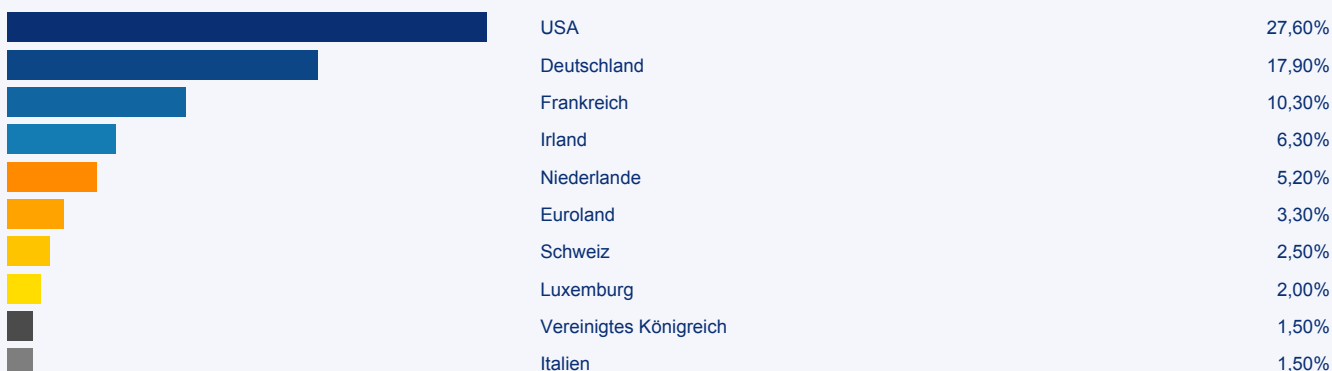 USA 27,60%
Deutschland 17,90%
Frankreich 10,30%
Irland 6,30%
Niederlande 5,20%
Euroland 3,30%
Schweiz 2,50%
Luxemburg 2,00%
Vereinigtes Königreich 1,50%
Italien 1,50%